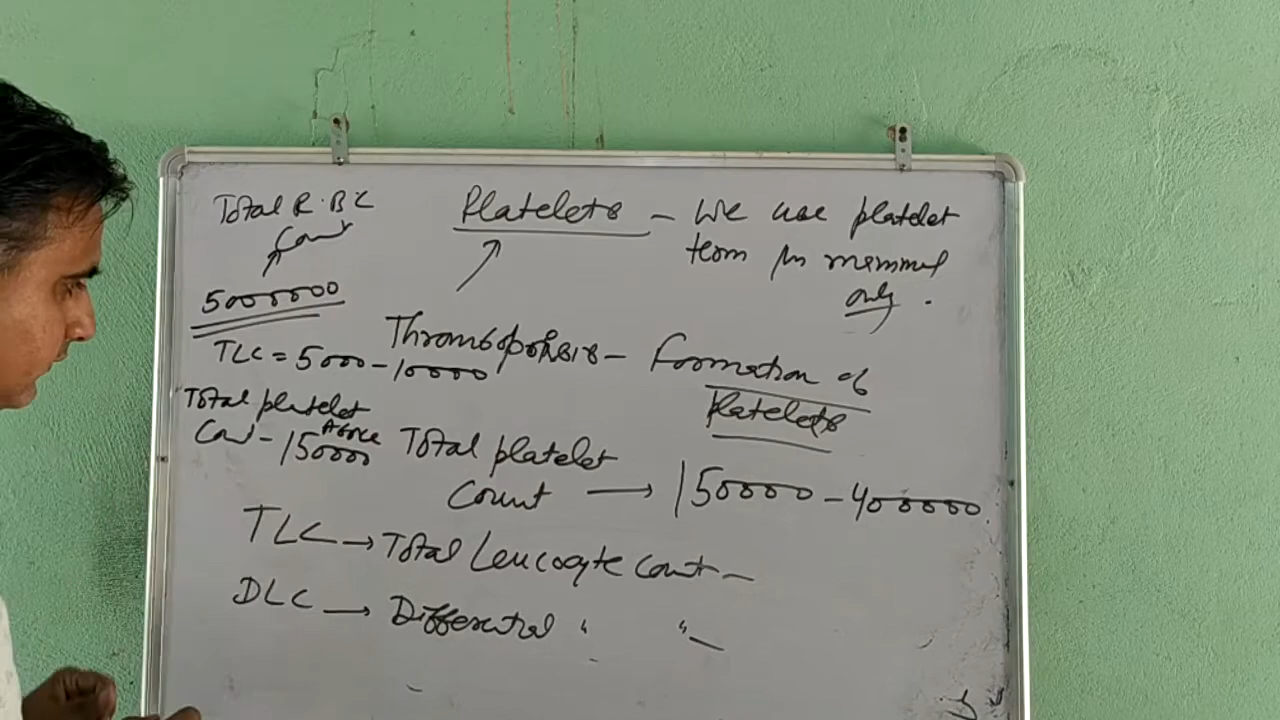 Total R.B.C
Count
5000000
TLC = 5000-10000
Total platelet
Count - 150000
Above
Platelets - We use platelet
term in mammal
only.
Thrombopoiesis - Formation of
Platelets
Total platelet
Count → 150000-400000
TLC → Total Leucocyte Count -
DLC → Differential " " -